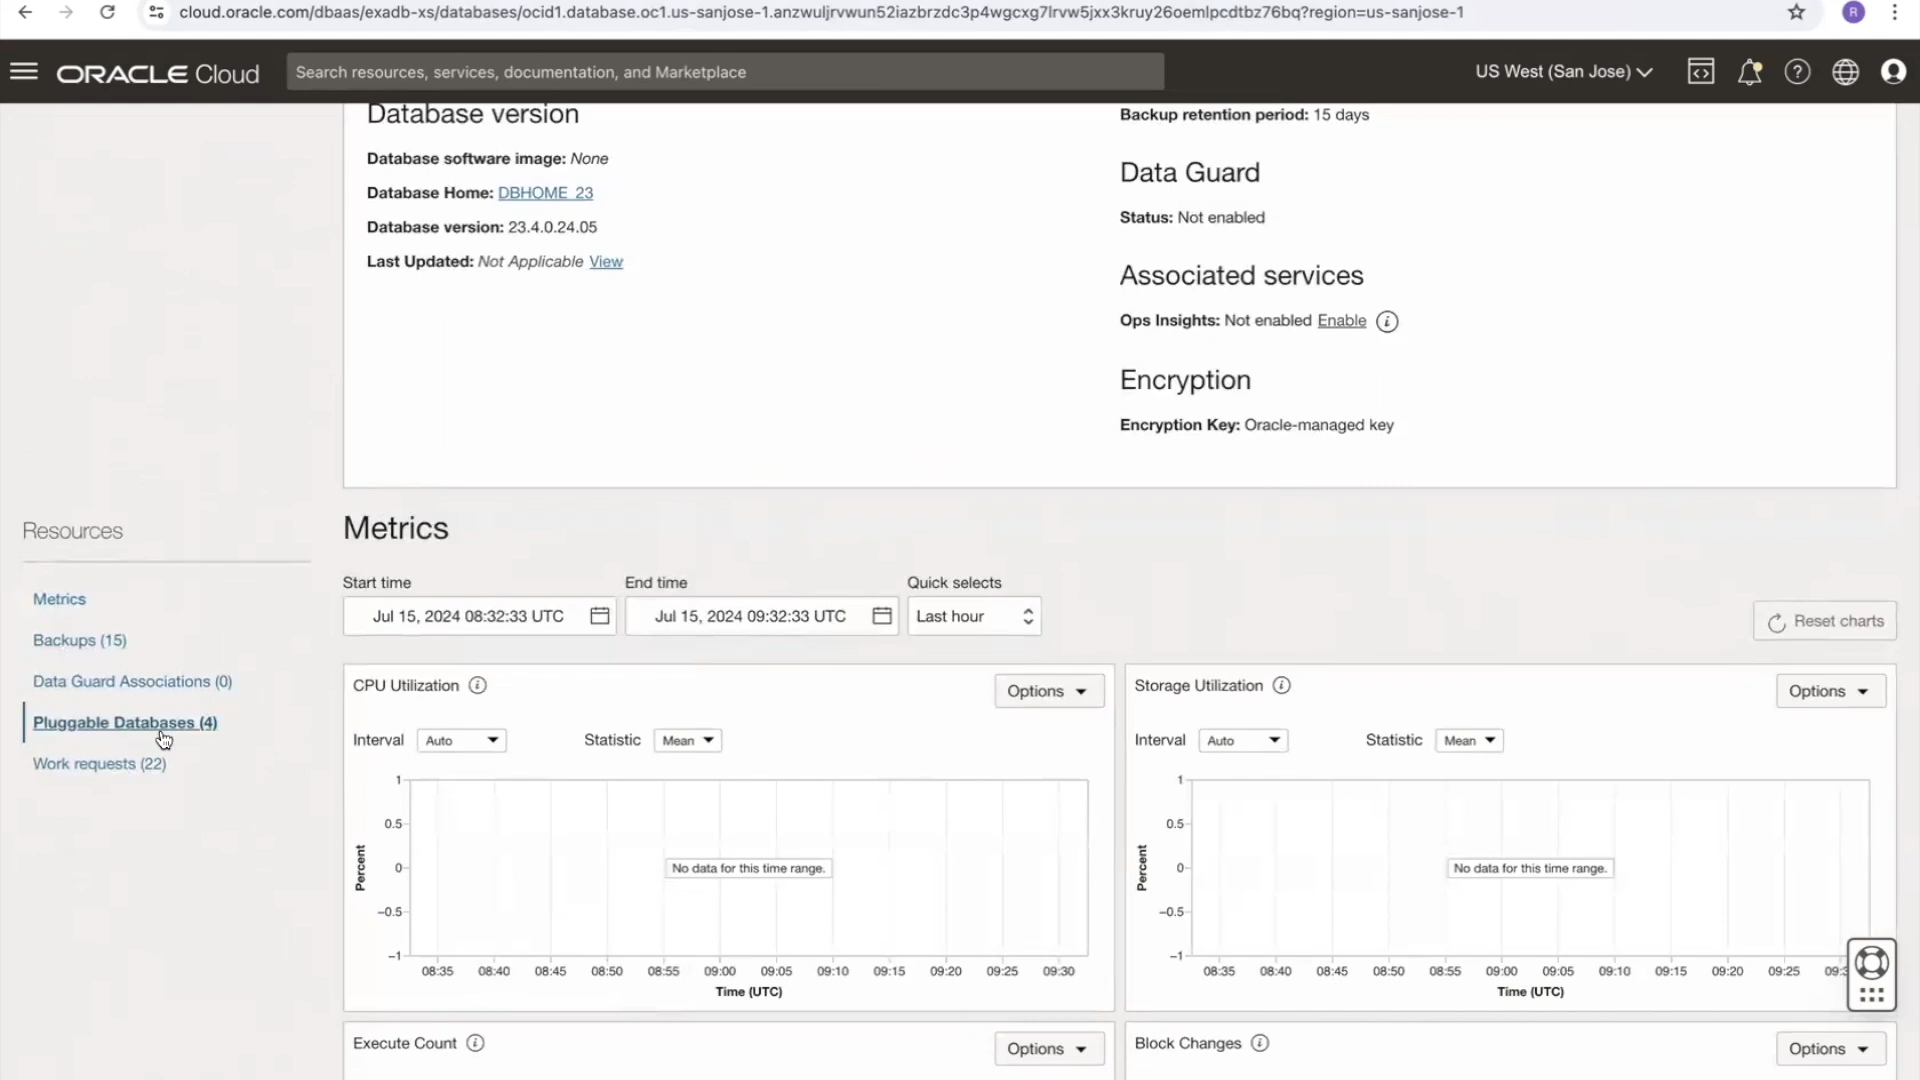 cloud.oracle.com/dbaas/exadb-xs/databases/ocid1.database.oc1.us-sanjose-1.anzwuljrvwun52iazbrzdc3p4wgcxg7lrvw5jxx3kruy26oemlpcdtbz76bq?region=us-sanjose-1
R
ORACLE Cloud
Search resources, services, documentation, and Marketplace
US West (San Jose)
Database version
Database software image: None
Database Home: DBHOME_23
Database version: 23.4.0.24.05
Last Updated: Not Applicable View
Backup retention period: 15 days
Data Guard
Status: Not enabled
Associated services
Ops Insights: Not enabled Enable
Encryption
Encryption Key: Oracle-managed key
Resources
Metrics
Backups (15)
Data Guard Associations (0)
Pluggable Databases (4)
Work requests (22)
Metrics
Start time
Jul 15, 2024 08:32:33 UTC
End time
Jul 15, 2024 09:32:33 UTC
Quick selects
Last hour
Reset charts
CPU Utilization
Options
Interval Auto Statistic Mean
1
0.5
0
-0.5
-1
Percent
No data for this time range.
08:35 08:40 08:45 08:50 08:55 09:00 09:05 09:10 09:15 09:20 09:25 09:30
Time (UTC)
Storage Utilization
Options
Interval Auto Statistic Mean
1
0.5
0
-0.5
-1
Percent
No data for this time range.
08:35 08:40 08:45 08:50 08:55 09:00 09:05 09:10 09:15 09:20 09:25 09:3
Time (UTC)
Execute Count
Options
Block Changes
Options